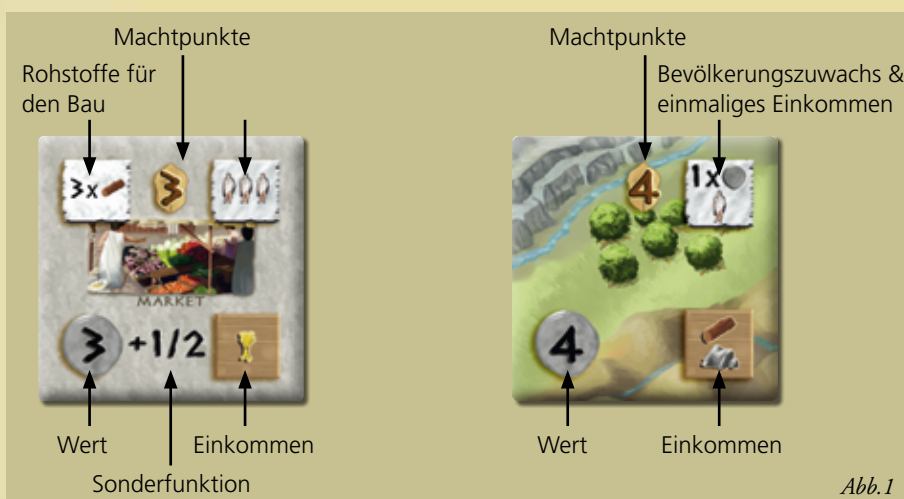 Machtpunkte
Rohstoffe für
den Bau
3x
3
MARKET
3
+1/2
Wert
Einkommen
Sonderfunktion
Machtpunkte
Bevölkerungszuwachs &
einmaliges Einkommen
4
1x
4
Wert
Einkommen
Abb.1